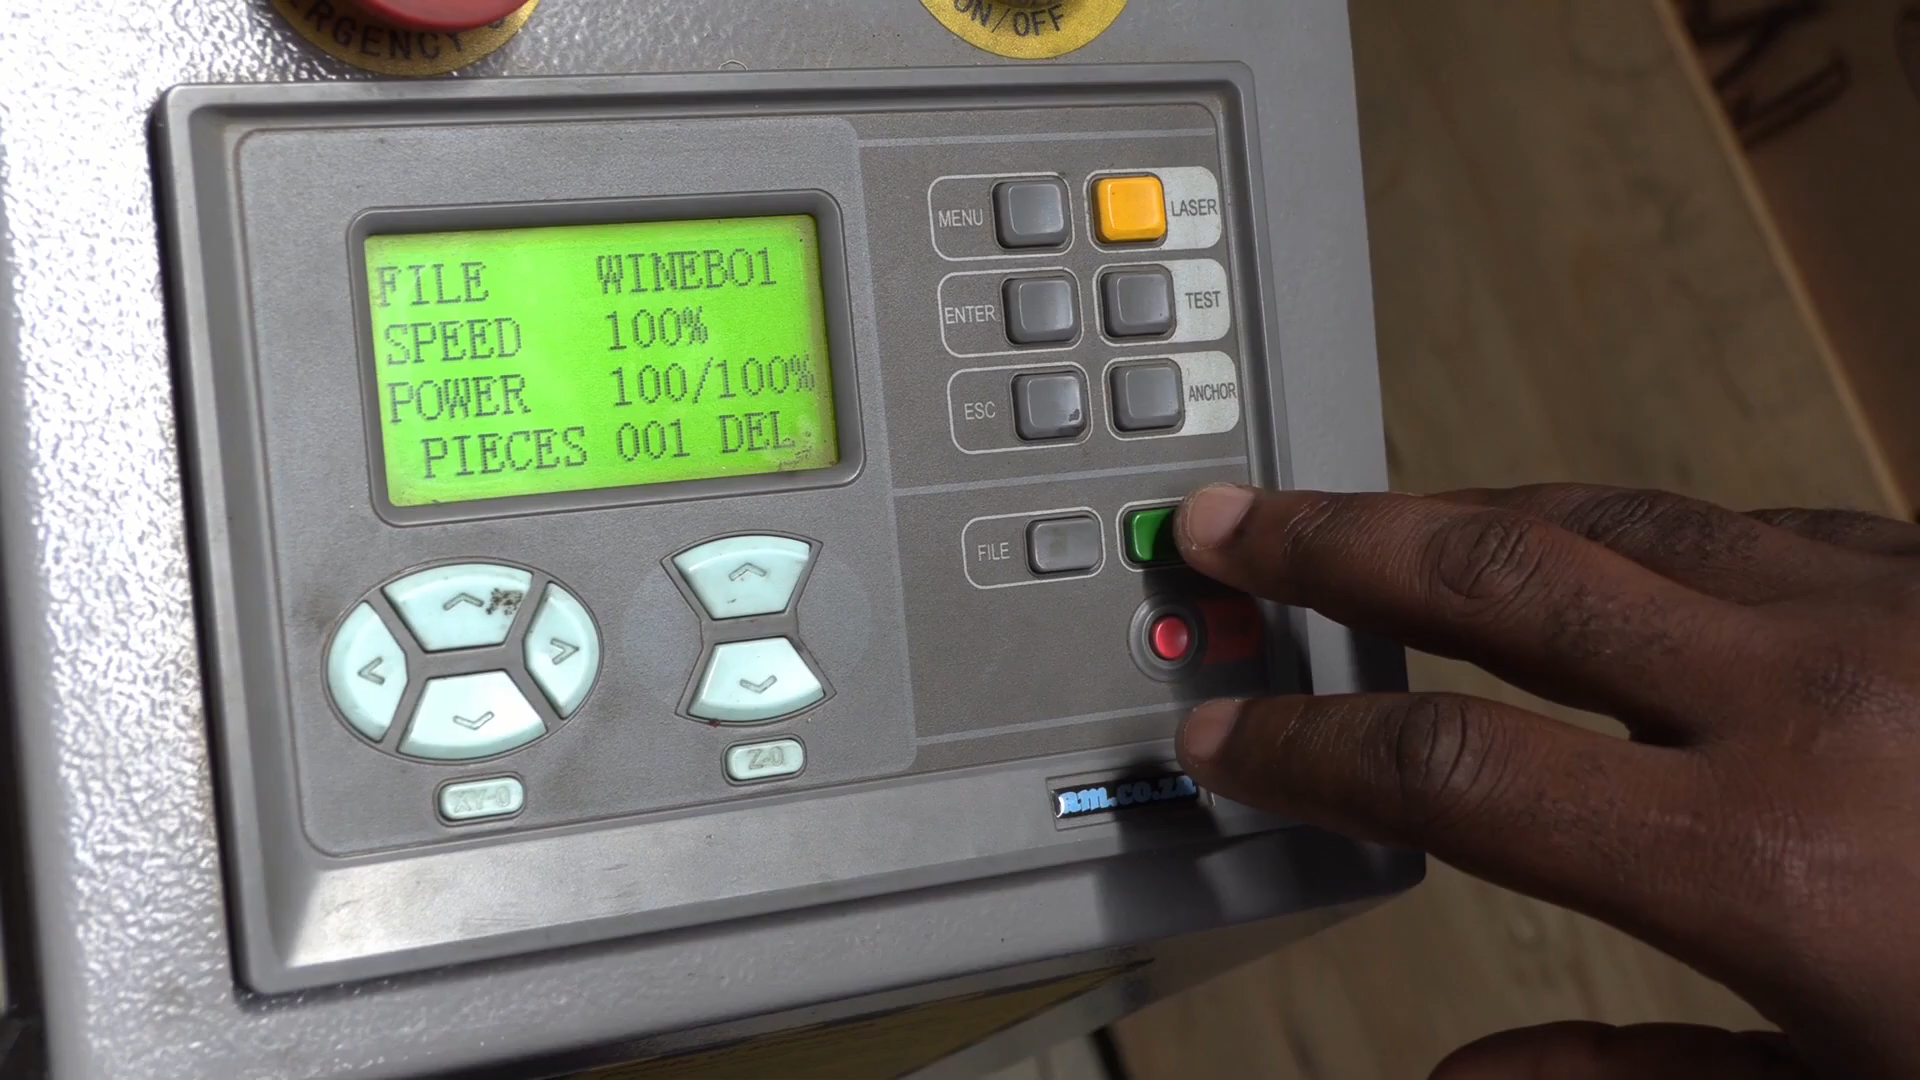 EMERGENCY S
ON/OFF
FILE WINEBO1
SPEED 100%
POWER 100/100%
PIECES 001 DEL
MENU
LASER
ENTER
TEST
ESC
ANCHOR
FILE
XY-0
Z-0
RM.CO.ZA